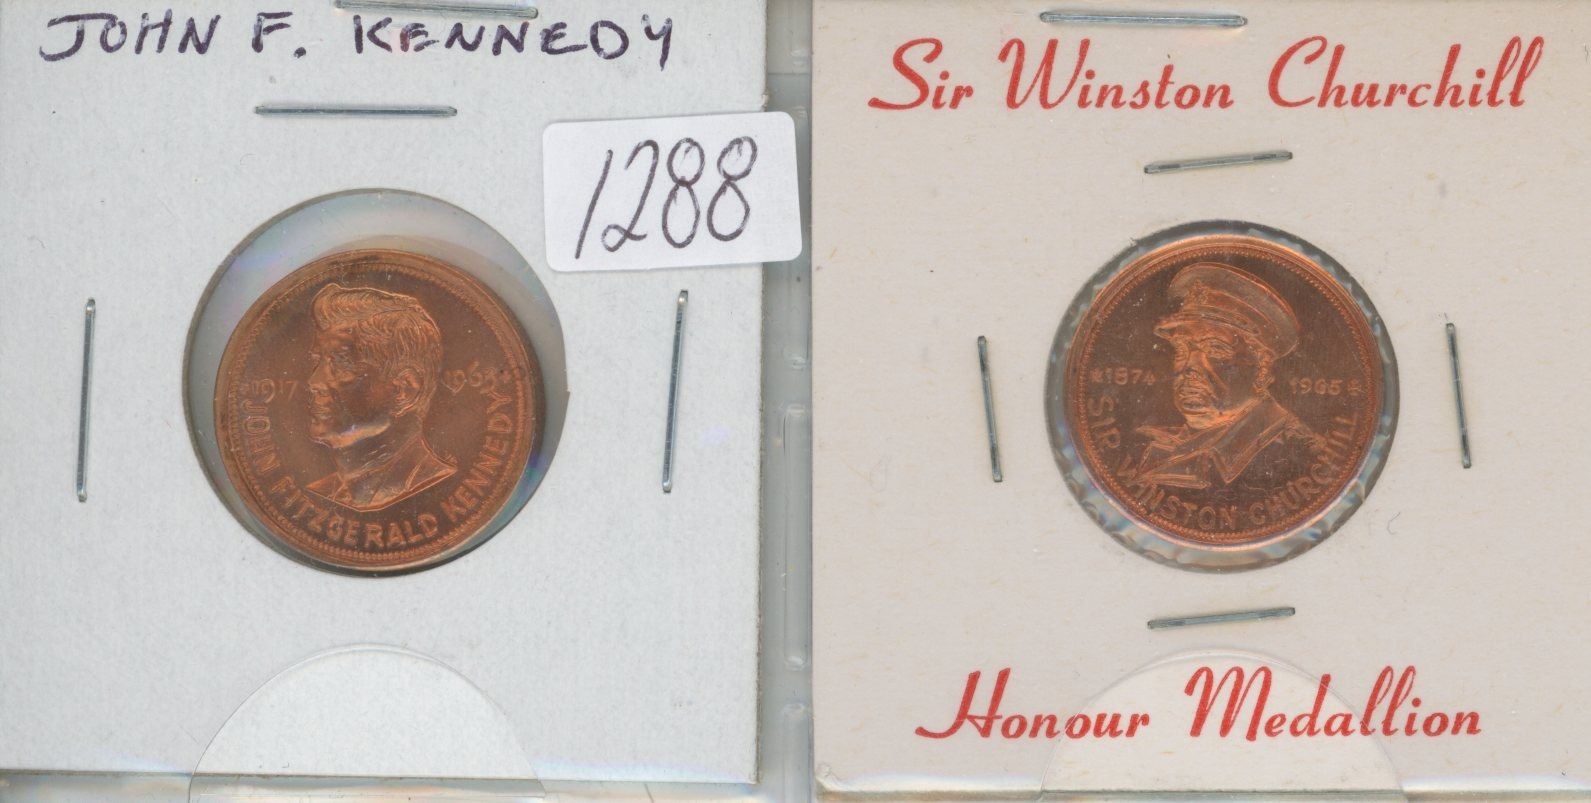 JOHN F. KENNEDY
1288
1917 1963
JOHN FITZGERALD KENNEDY
Sir Winston Churchill
1874 1965
SIR WINSTON CHURCHILL
Honour Medallion